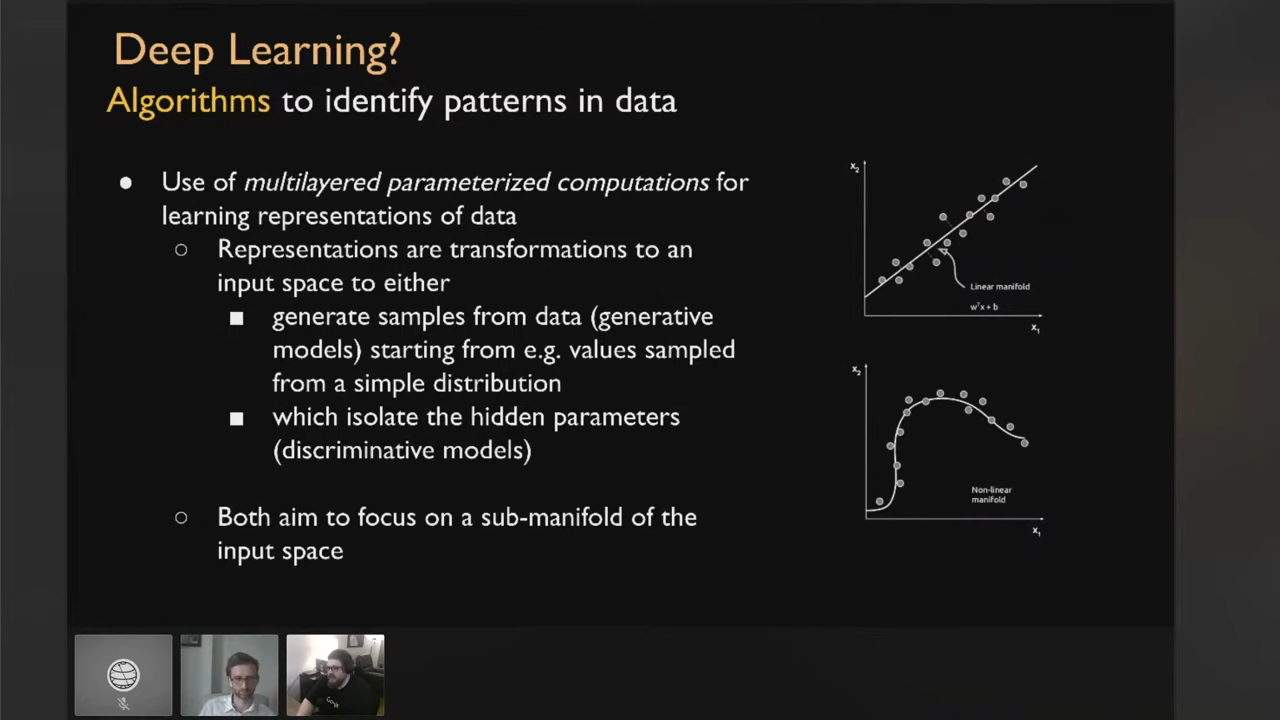 Deep Learning?
Algorithms to identify patterns in data
Use of multilayered parameterized computations for
learning representations of data
Representations are transformations to an
input space to either
generate samples from data (generative
models) starting from e.g. values sampled
from a simple distribution
which isolate the hidden parameters
(discriminative models)
Both aim to focus on a sub-manifold of the
input space
x₂
Linear manifold
wᵀx + b
x₁
x₂
Non-linear
manifold
x₁